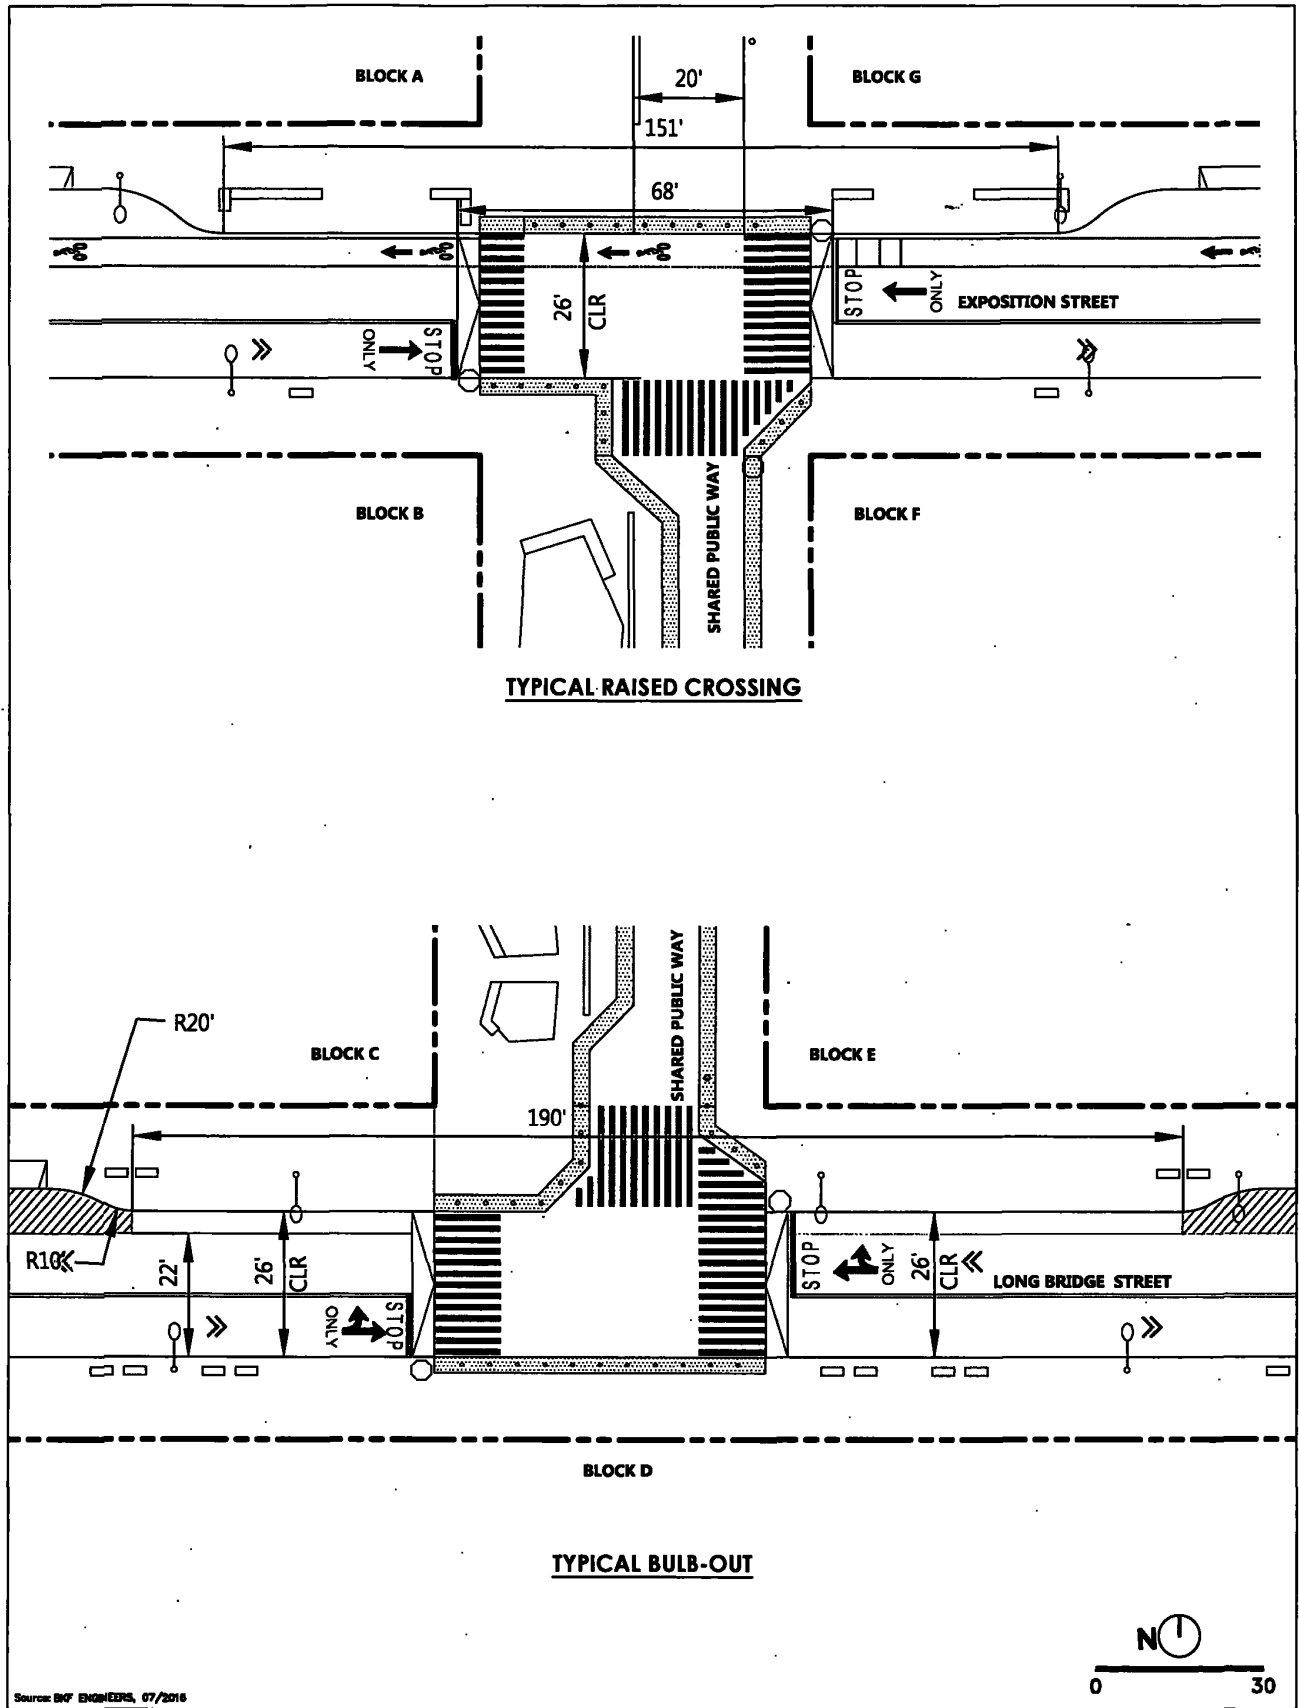 BLOCK A
20'
BLOCK G
151'
68'
26'
CLR
STOP
ONLY
EXPOSITION STREET
ONLY
STOP
BLOCK B
SHARED PUBLIC WAY
BLOCK F
TYPICAL RAISED CROSSING
SHARED PUBLIC WAY
R20'
BLOCK C
BLOCK E
190'
R10'
22'
26'
CLR
ONLY
STOP
STOP
ONLY
26'
CLR
LONG BRIDGE STREET
BLOCK D
TYPICAL BULB-OUT
N
0 30
Source: BKF ENGINEERS, 07/2016